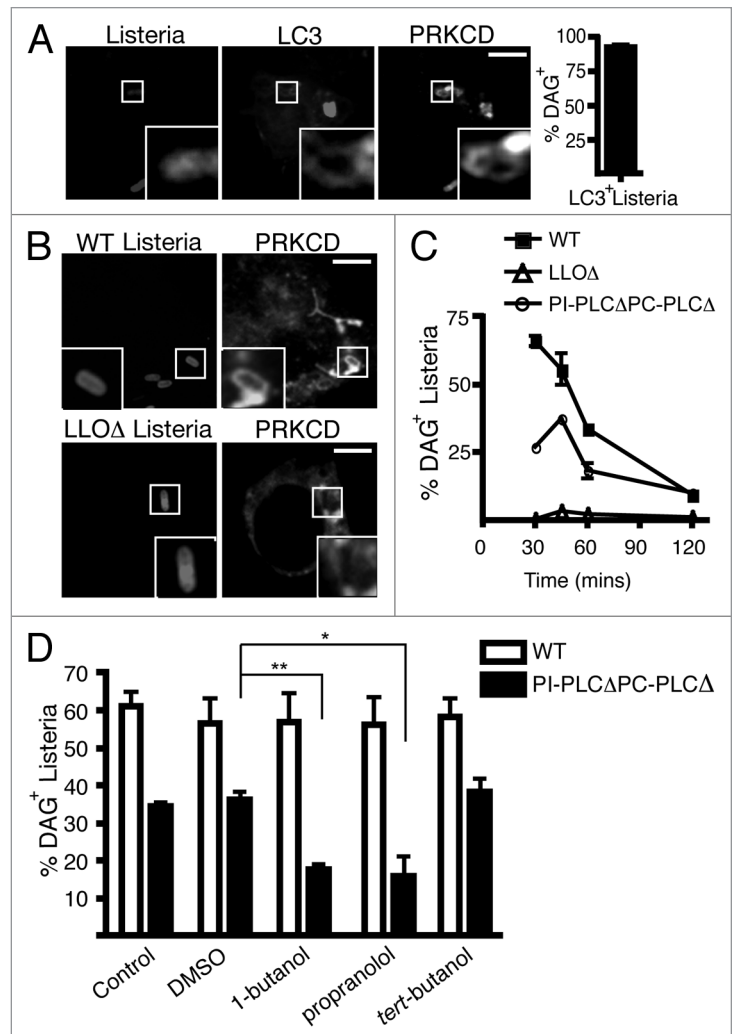 A
Listeria
LC3
PRKCD
% DAG+
100
75
50
25
LC3+Listeria
B
WT Listeria
PRKCD
LLOΔ Listeria
PRKCD
C
WT
LLOΔ
PI-PLCΔPC-PLCΔ
% DAG+ Listeria
75
50
25
0 30 60 90 120
Time (mins)
D
WT
PI-PLCΔPC-PLCΔ
*
**
% DAG+ Listeria
70
60
50
40
30
20
10
Control
DMSO
1-butanol
propranolol
tert-butanol